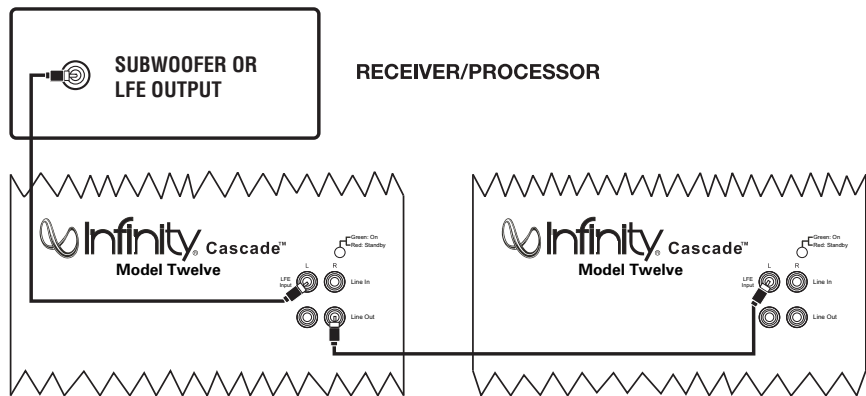 SUBWOOFER OR
LFE OUTPUT
RECEIVER/PROCESSOR
Infinity® Cascade™
Model Twelve
Green: On
Red: Standby
L R
LFE
Input
Line In
Line Out
Infinity® Cascade™
Model Twelve
Green: On
Red: Standby
L R
LFE
Input
Line In
Line Out